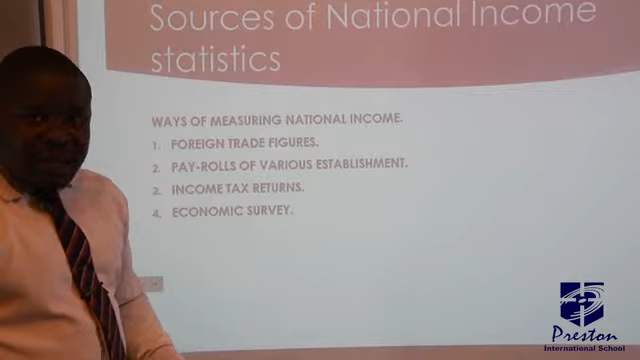 Sources of National Income
statistics
WAYS OF MEASURING NATIONAL INCOME.
1. FOREIGN TRADE FIGURES.
2. PAY-ROLLS OF VARIOUS ESTABLISHMENT.
3. INCOME TAX RETURNS.
4. ECONOMIC SURVEY.
Preston
International School